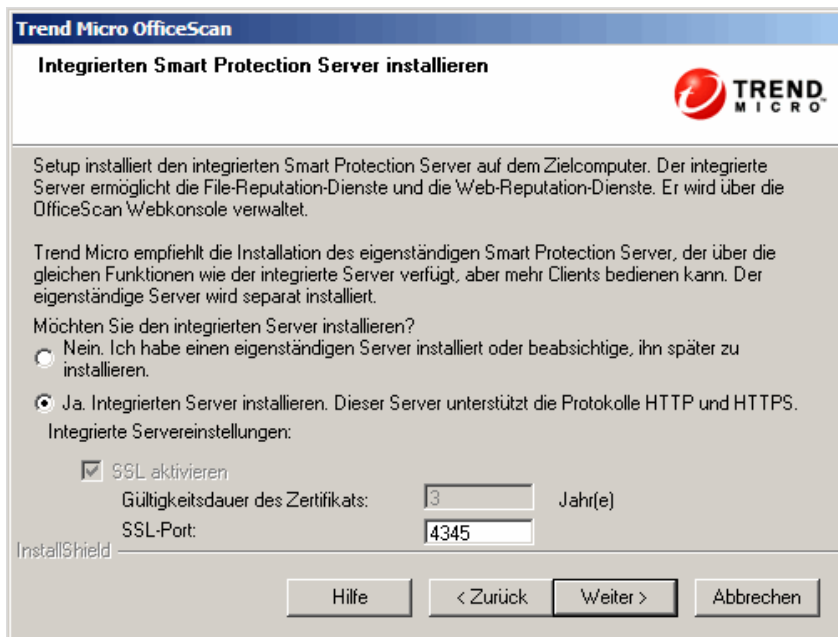 Trend Micro OfficeScan
Integrierten Smart Protection Server installieren
TREND
MICRO™
Setup installiert den integrierten Smart Protection Server auf dem Zielcomputer. Der integrierte
Server ermöglicht die File-Reputation-Dienste und die Web-Reputation-Dienste. Er wird über die
OfficeScan Webkonsole verwaltet.
Trend Micro empfiehlt die Installation des eigenständigen Smart Protection Server, der über die
gleichen Funktionen wie der integrierte Server verfügt, aber mehr Clients bedienen kann. Der
eigenständige Server wird separat installiert.
Möchten Sie den integrierten Server installieren?
Nein. Ich habe einen eigenständigen Server installiert oder beabsichtige, ihn später zu
installieren.
Ja. Integrierten Server installieren. Dieser Server unterstützt die Protokolle HTTP und HTTPS.
Integrierte Servereinstellungen:
SSL aktivieren
Gültigkeitsdauer des Zertifikats: 3 Jahr(e)
SSL-Port: 4345
InstallShield
Hilfe < Zurück Weiter > Abbrechen